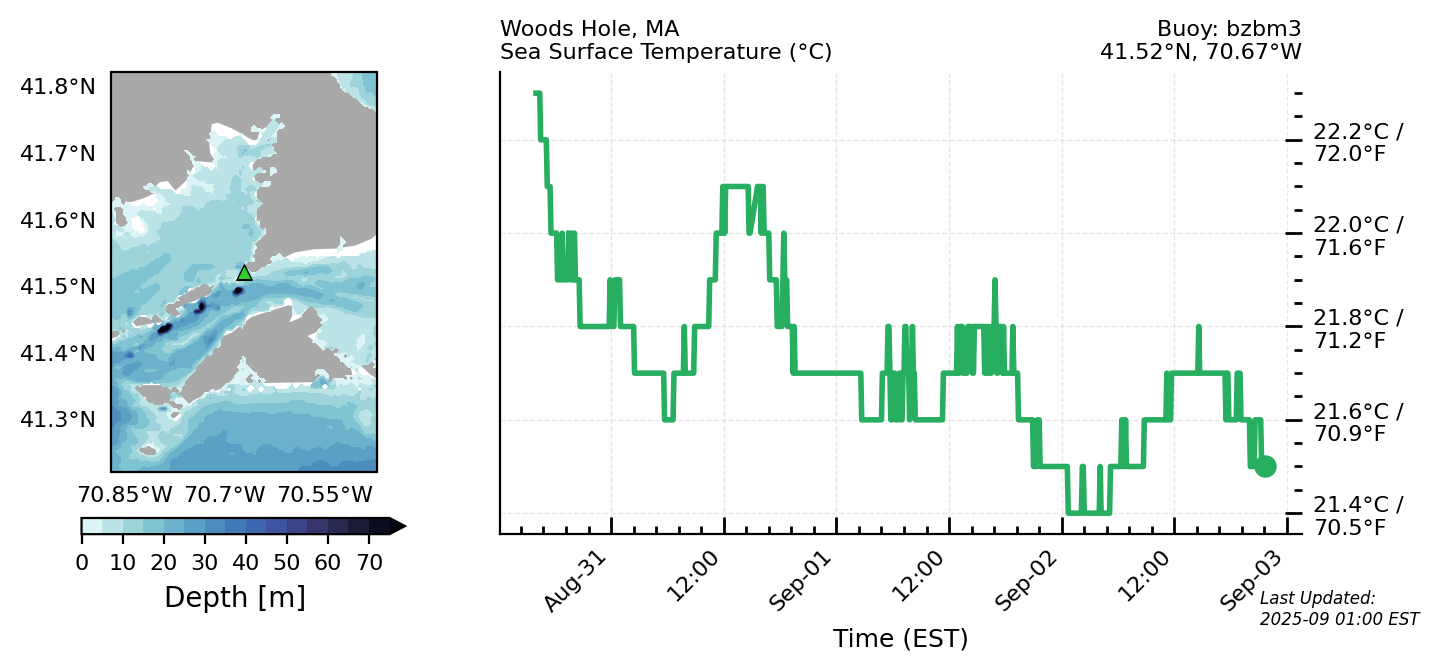 Woods Hole, MA
Sea Surface Temperature (°C)
Buoy: bzbm3
41.52°N, 70.67°W
41.8°N
41.7°N
41.6°N
41.5°N
41.4°N
41.3°N
70.85°W 70.7°W 70.55°W
0 10 20 30 40 50 60 70
Depth [m]
22.2°C /
72.0°F
22.0°C /
71.6°F
21.8°C /
71.2°F
21.6°C /
70.9°F
21.4°C /
70.5°F
Aug-31 12:00 Sep-01 12:00 Sep-02 12:00 Sep-03
Time (EST)
Last Updated:
2025-09 01:00 EST